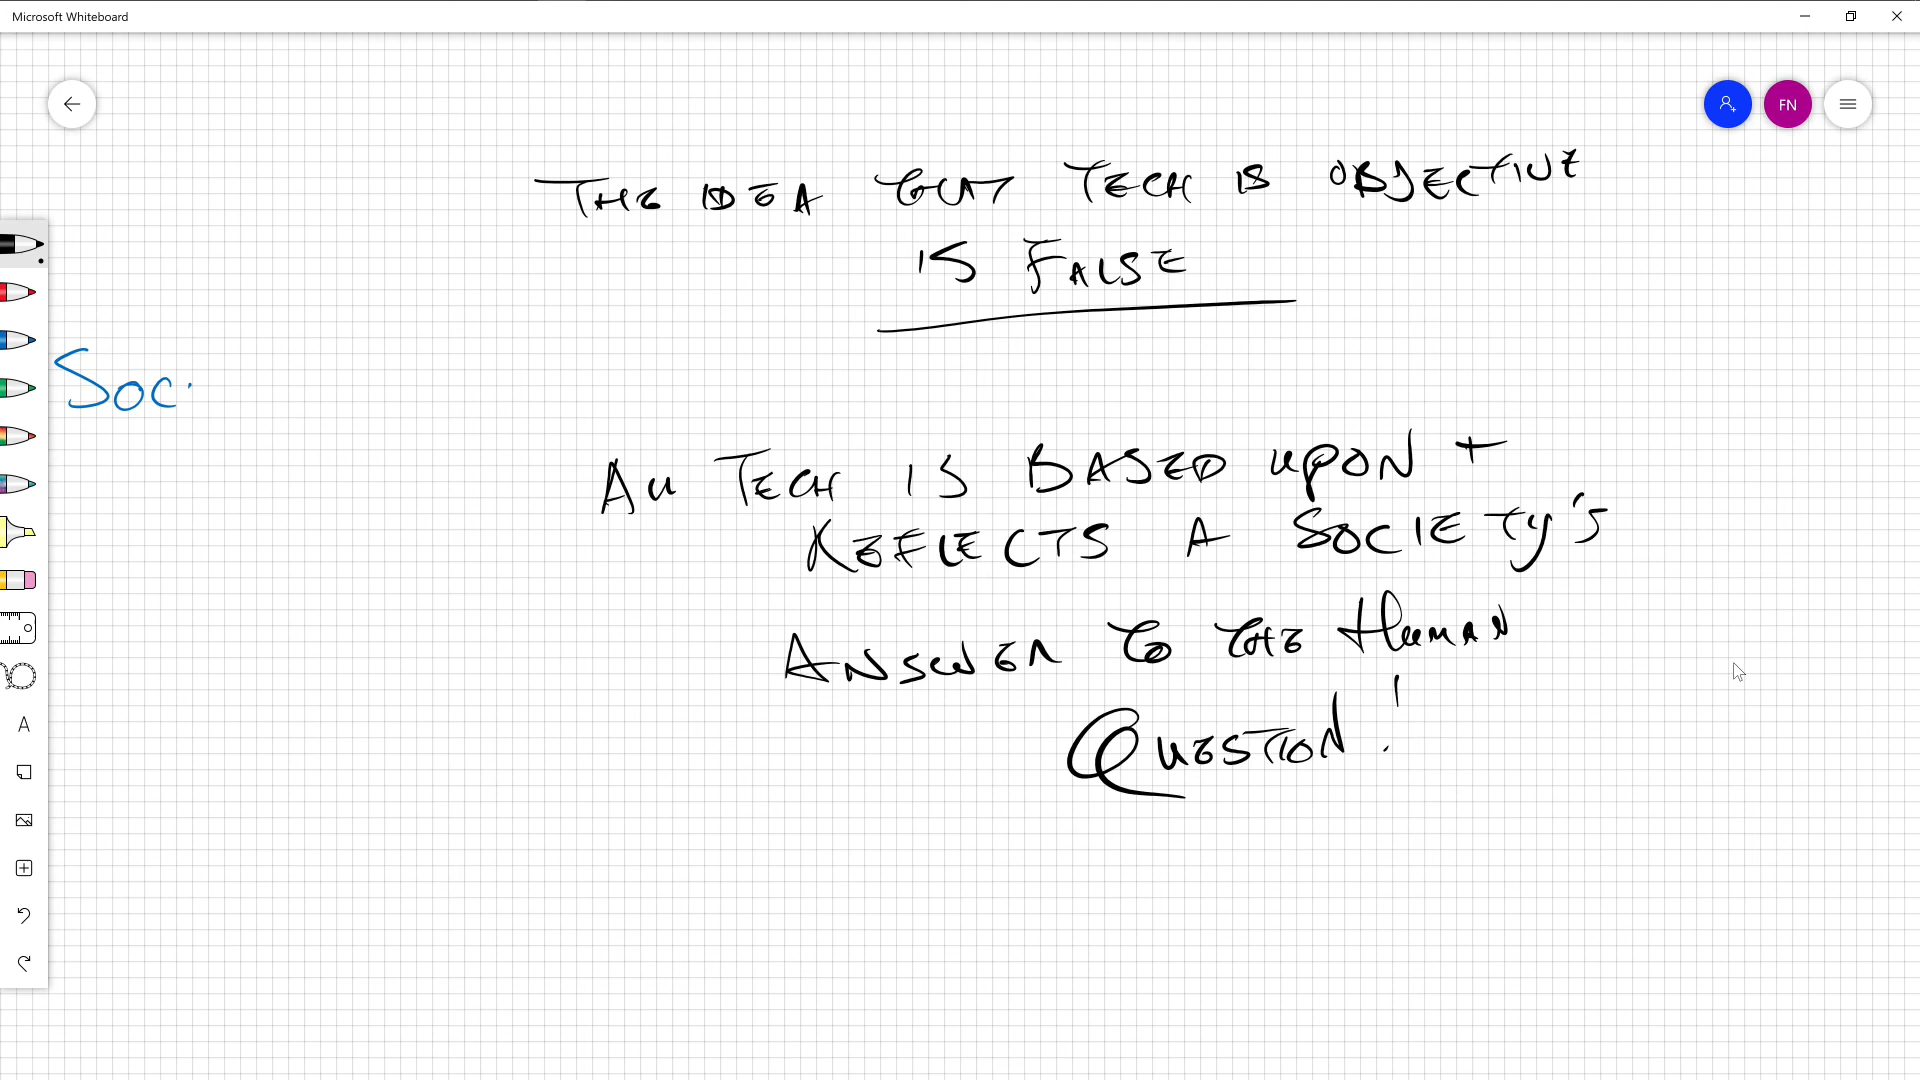 Microsoft Whiteboard
FN
THE IDEA THAT TECH IS OBJECTIVE
IS FALSE
Soc.
All TECH IS BASED UPON +
REFLECTS A SOCIETY'S
ANSWER TO THE HUMAN
QUESTION!
A